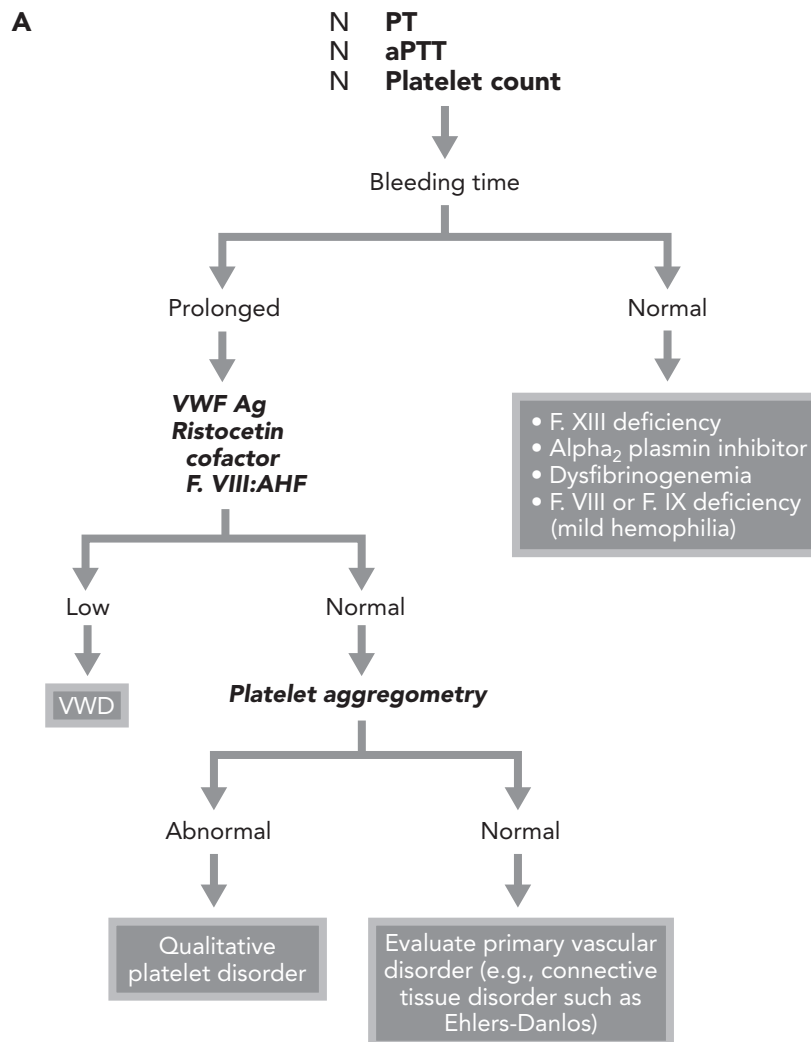 A
N PT
N aPTT
N Platelet count
Bleeding time
Prolonged
Normal
VWF Ag
Ristocetin
cofactor
F. VIII:AHF
• F. XIII deficiency
• Alpha₂ plasmin inhibitor
• Dysfibrinogenemia
• F. VIII or F. IX deficiency
(mild hemophilia)
Low
Normal
VWD
Platelet aggregometry
Abnormal
Normal
Qualitative
platelet disorder
Evaluate primary vascular
disorder (e.g., connective
tissue disorder such as
Ehlers-Danlos)